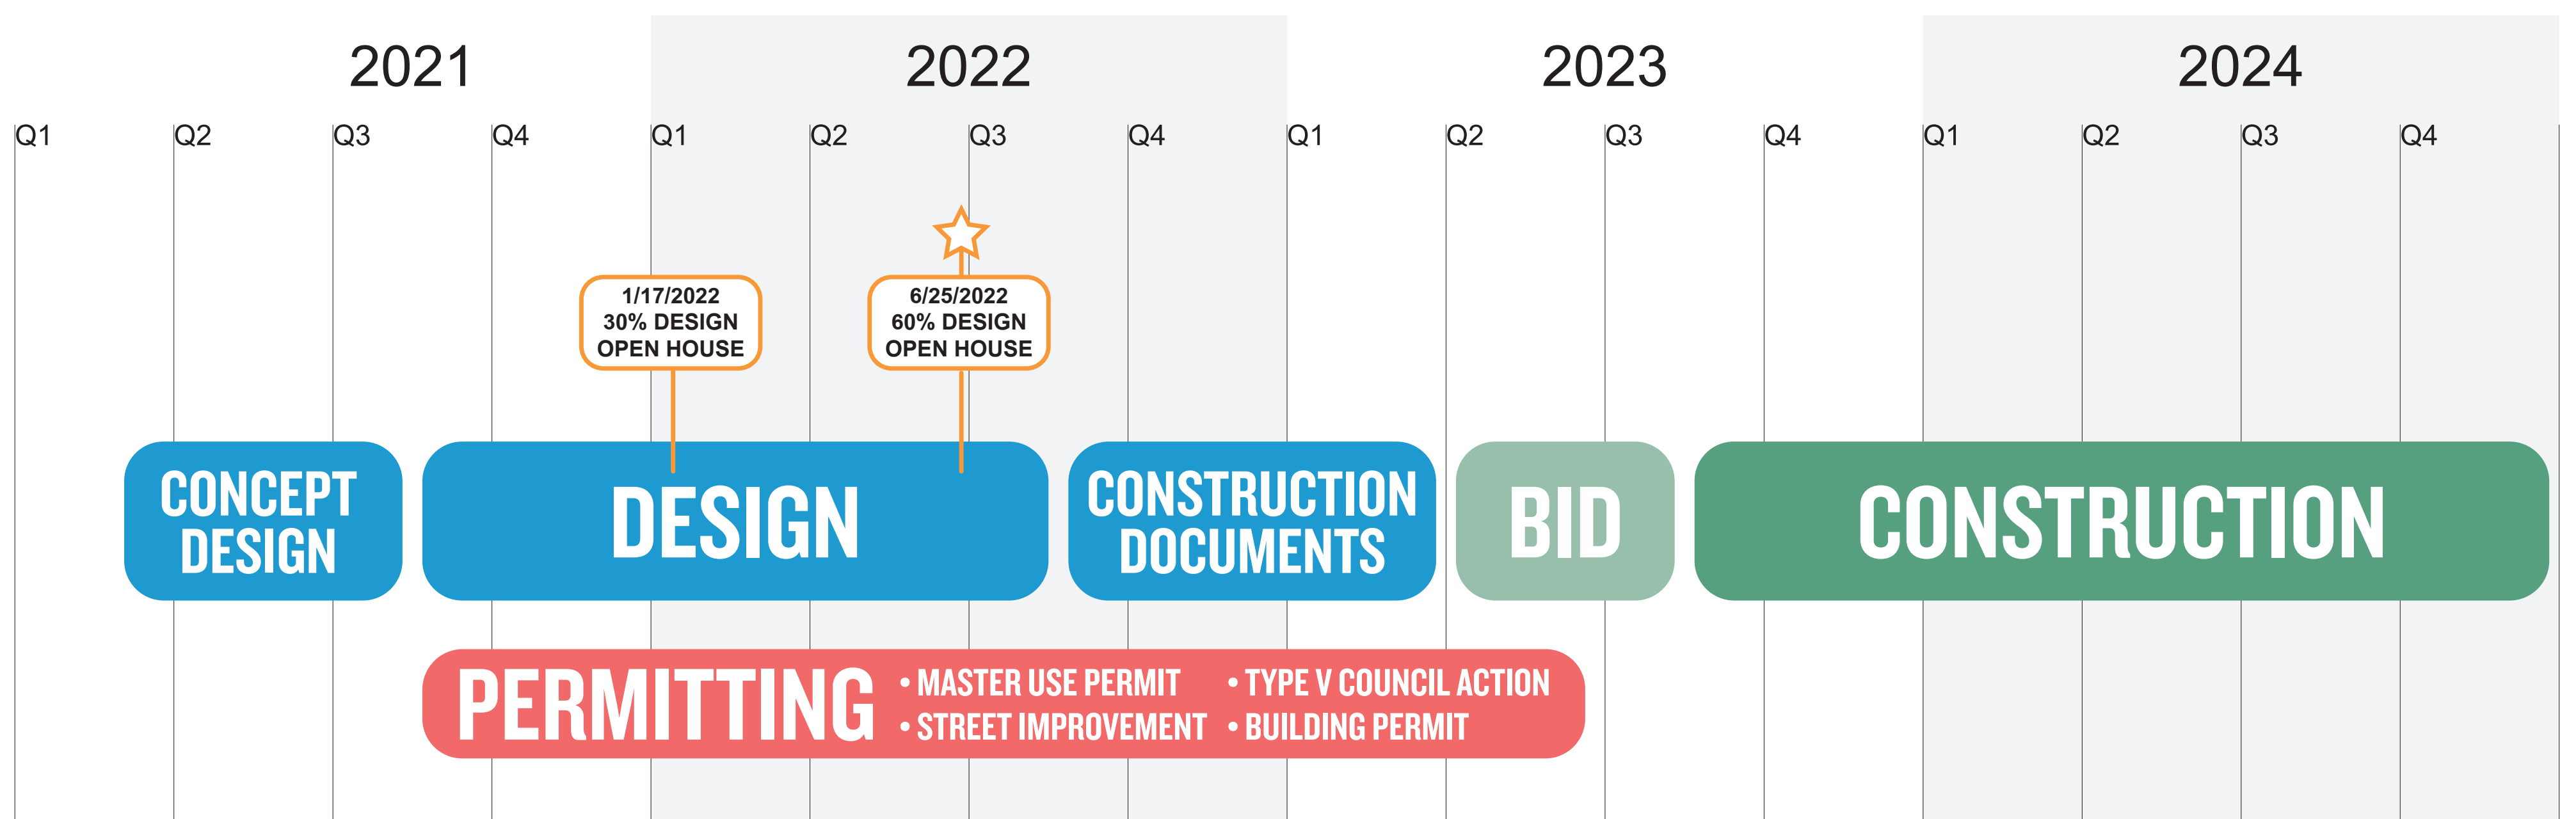 2021
2022
2023
2024
Q1 Q2 Q3 Q4 Q1 Q2 Q3 Q4 Q1 Q2 Q3 Q4 Q1 Q2 Q3 Q4
1/17/2022
30% DESIGN
OPEN HOUSE
6/25/2022
60% DESIGN
OPEN HOUSE
CONCEPT
DESIGN
DESIGN
CONSTRUCTION
DOCUMENTS
BID
CONSTRUCTION
PERMITTING
• MASTER USE PERMIT
• STREET IMPROVEMENT
• TYPE V COUNCIL ACTION
• BUILDING PERMIT